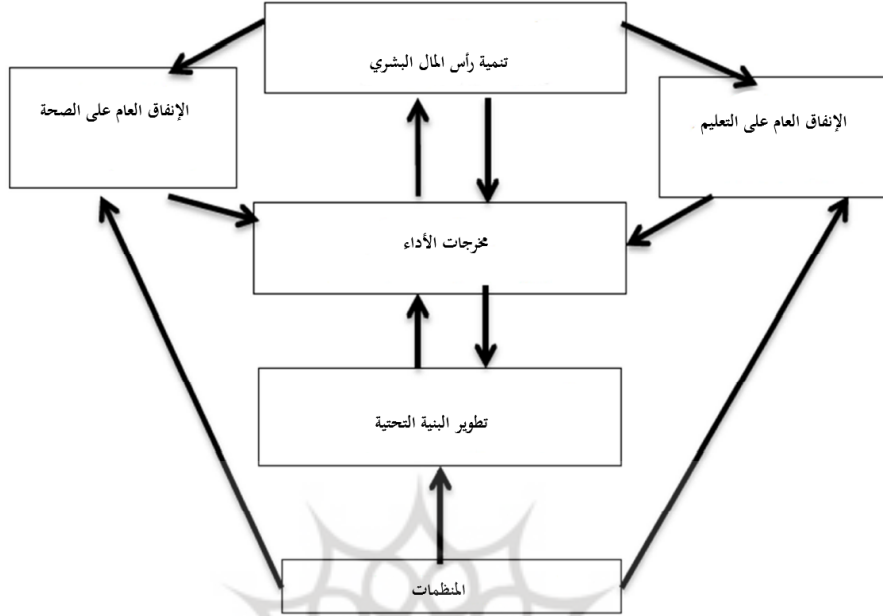 تنمية رأس المال البشري
الإنفاق العام على التعليم
الإنفاق العام على الصحة
مخرجات الأداء
تطوير البنية التحتية
المنظمات